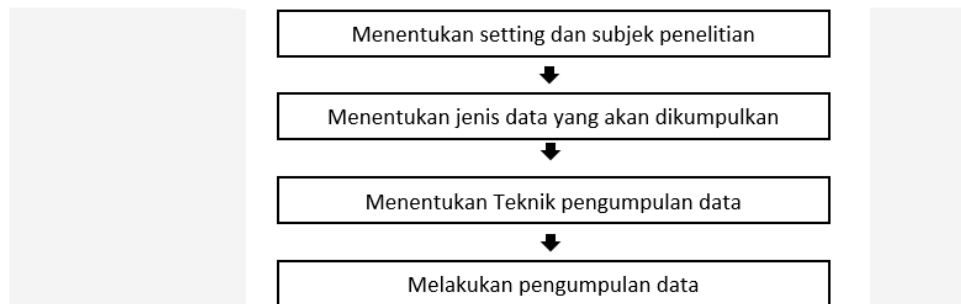 Menentukan setting dan subjek penelitian
Menentukan jenis data yang akan dikumpulkan
Menentukan Teknik pengumpulan data
Melakukan pengumpulan data